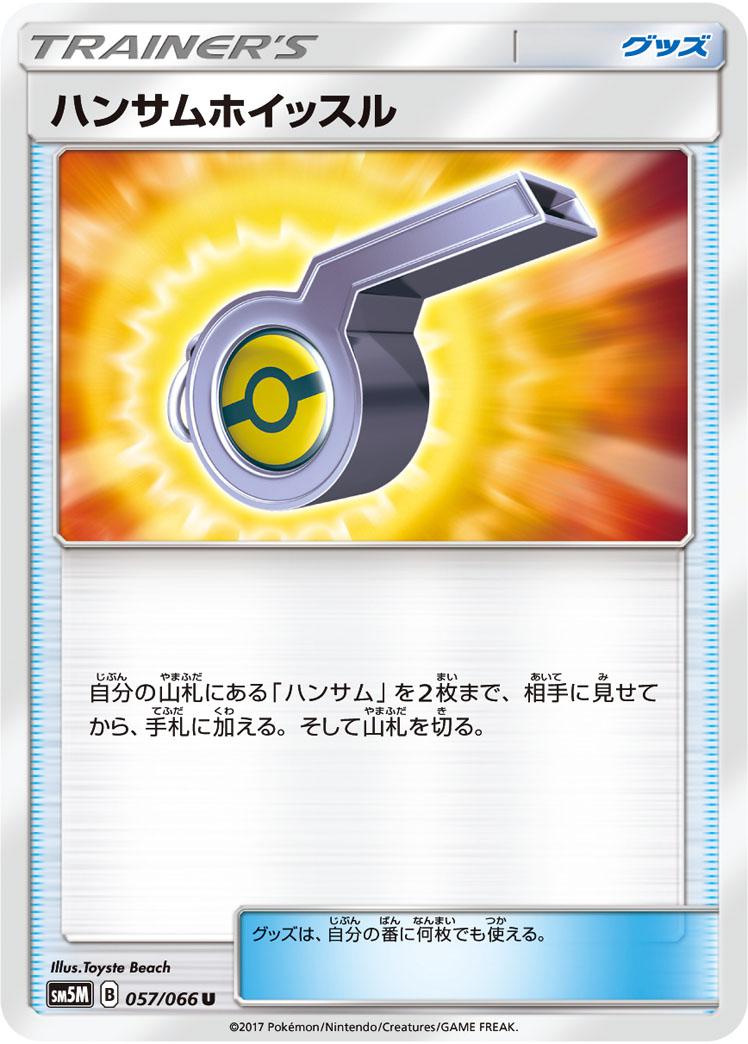 TRAINER'S グッズ
ハンサムホイッスル
じぶん やまふだ まい あいて み
自分の山札にある「ハンサム」を2枚まで、相手に見せて
てふだ くわ やまふだ き
から、手札に加える。そして山札を切る。
じぶん ばん なんまい つか
グッズは、自分の番に何枚でも使える。
Illus.Toyste Beach
SM5M B 057/066 U
©2017 Pokémon/Nintendo/Creatures/GAME FREAK.